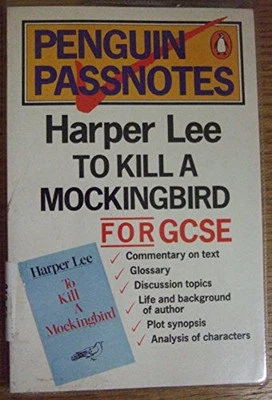 PENGUIN
PASSNOTES
Harper Lee
TO KILL A
MOCKINGBIRD
FOR GCSE
Commentary on text
Glossary
Discussion topics
Life and background
of author
Plot synopsis
Analysis of characters
Harper Lee
To
Kill
A
Mockingbird